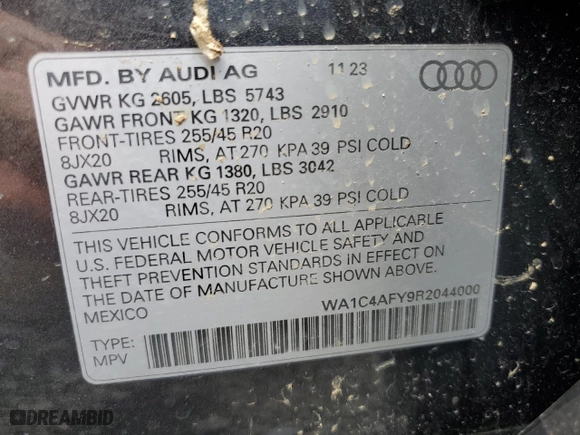 MFD. BY AUDI AG 11 23
GVWR KG 2605, LBS 5743
GAWR FRONT KG 1320, LBS 2910
FRONT-TIRES 255/45 R20
8JX20 RIMS, AT 270 KPA 39 PSI COLD
GAWR REAR KG 1380, LBS 3042
REAR-TIRES 255/45 R20
8JX20 RIMS, AT 270 KPA 39 PSI COLD
THIS VEHICLE CONFORMS TO ALL APPLICABLE
U.S. FEDERAL MOTOR VEHICLE SAFETY AND
THEFT PREVENTION STANDARDS IN EFFECT ON
THE DATE OF MANUFACTURE SHOWN ABOVE.
MEXICO WA1C4AFY9R2044000
TYPE:
MPV
DREAMBID